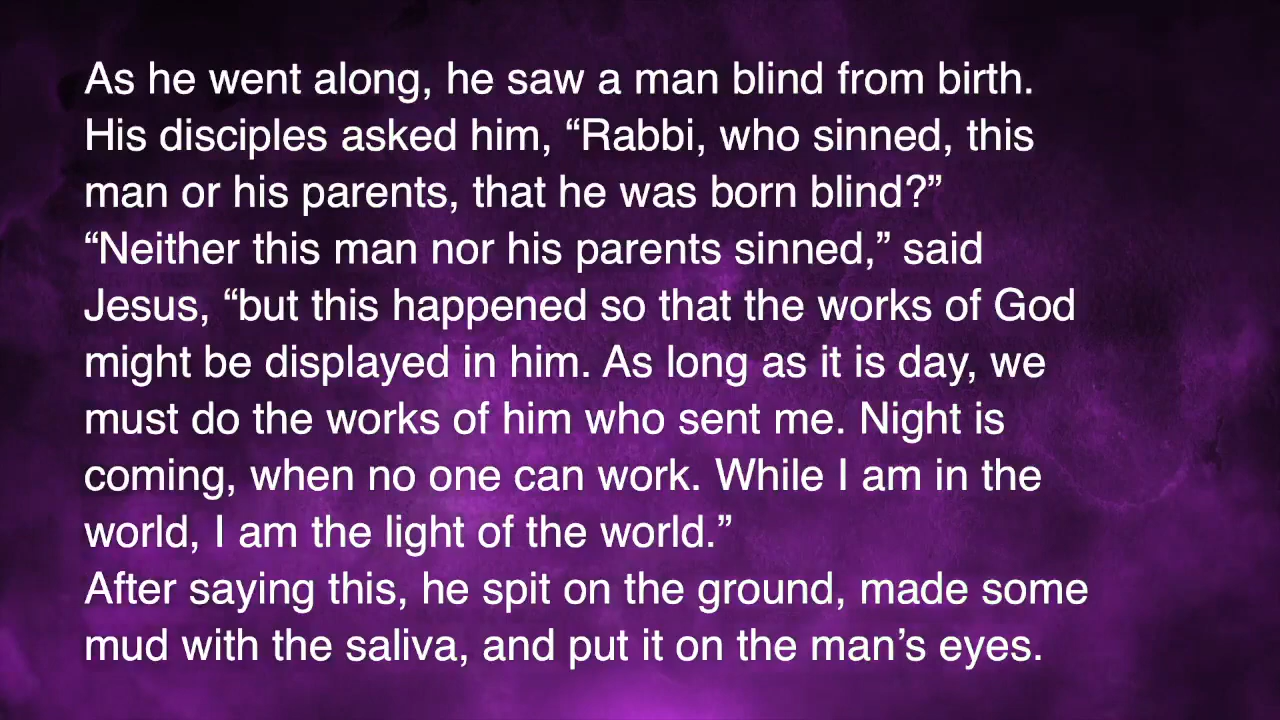 As he went along, he saw a man blind from birth.
His disciples asked him, “Rabbi, who sinned, this
man or his parents, that he was born blind?”
“Neither this man nor his parents sinned,” said
Jesus, “but this happened so that the works of God
might be displayed in him. As long as it is day, we
must do the works of him who sent me. Night is
coming, when no one can work. While I am in the
world, I am the light of the world.”
After saying this, he spit on the ground, made some
mud with the saliva, and put it on the man’s eyes.